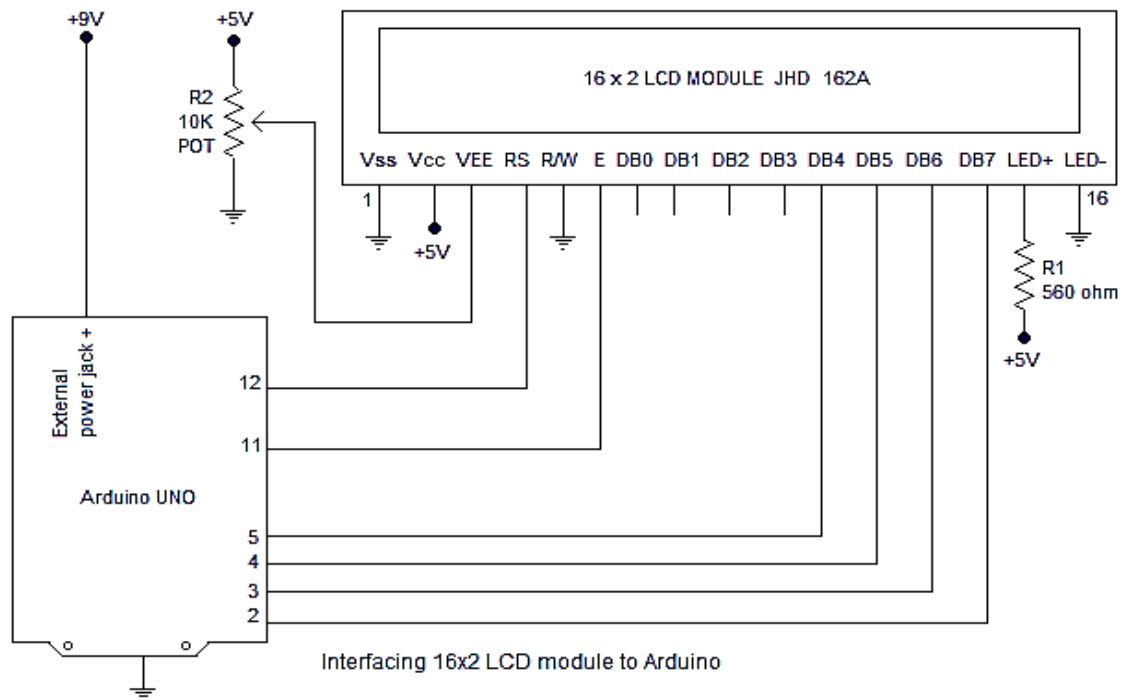 +9V
+5V
R2
10K
POT
16 x 2 LCD MODULE JHD 162A
Vss Vcc VEE RS R/W E DB0 DB1 DB2 DB3 DB4 DB5 DB6 DB7 LED+ LED-
1
16
+5V
R1
560 ohm
+5V
External
power jack +
12
11
Arduino UNO
5
4
3
2
Interfacing 16x2 LCD module to Arduino